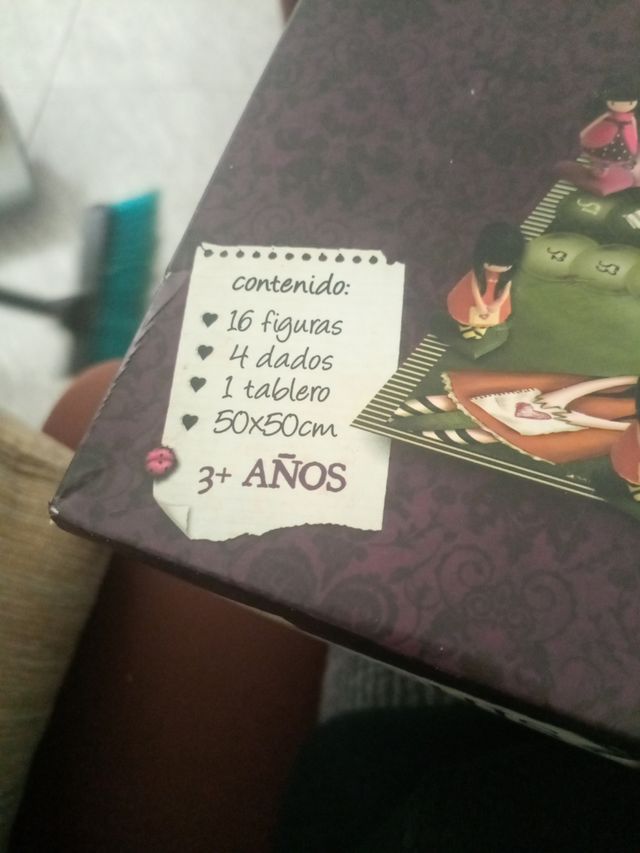 contenido:
16 figuras
4 dados
1 tablero
50x50cm
3+ AÑOS